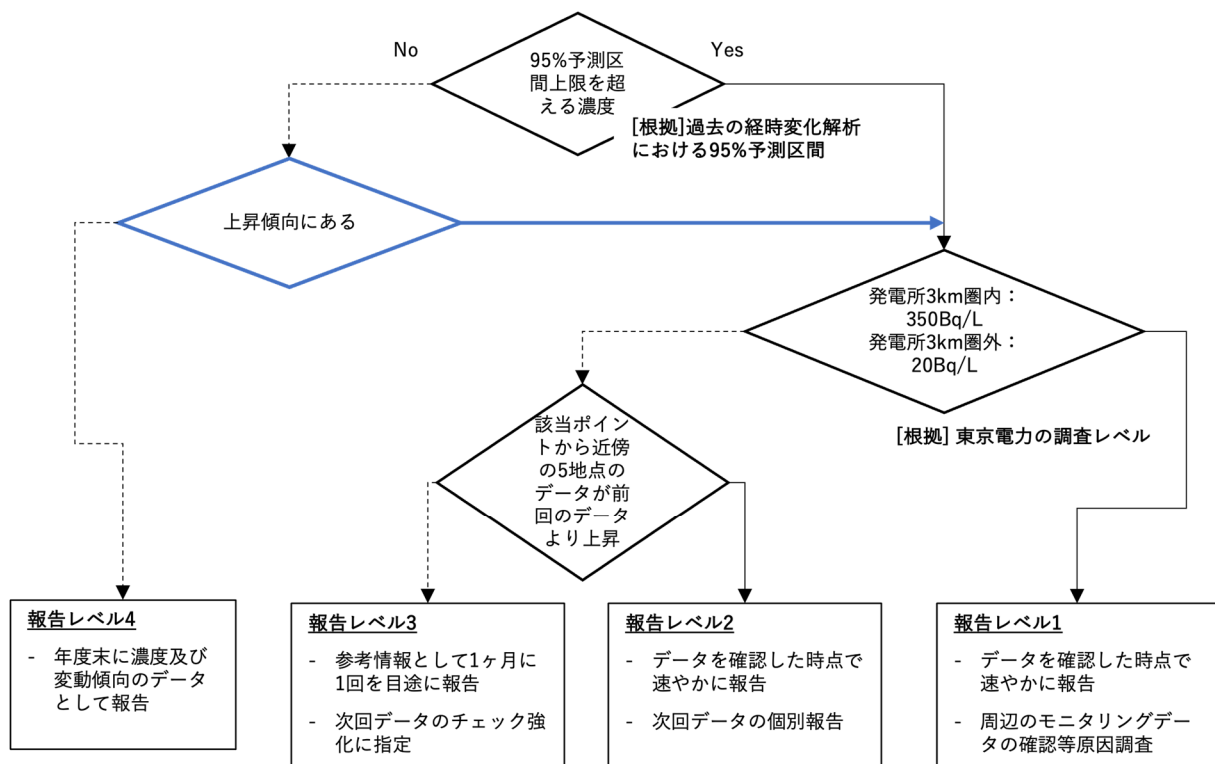 No
Yes
95%予測区
間上限を超
える濃度
[根拠]過去の経時変化解析
における95%予測区間
上昇傾向にある
発電所3km圏内：
350Bq/L
発電所3km圏外：
20Bq/L
[根拠] 東京電力の調査レベル
該当ポイン
トから近傍
の5地点の
データが前
回のデータ
より上昇
報告レベル4
- 年度末に濃度及び
変動傾向のデータ
として報告
報告レベル3
- 参考情報として1ヶ月に
1回を目途に報告
- 次回データのチェック強
化に指定
報告レベル2
- データを確認した時点で
速やかに報告
- 次回データの個別報告
報告レベル1
- データを確認した時点で
速やかに報告
- 周辺のモニタリングデー
タの確認等原因調査